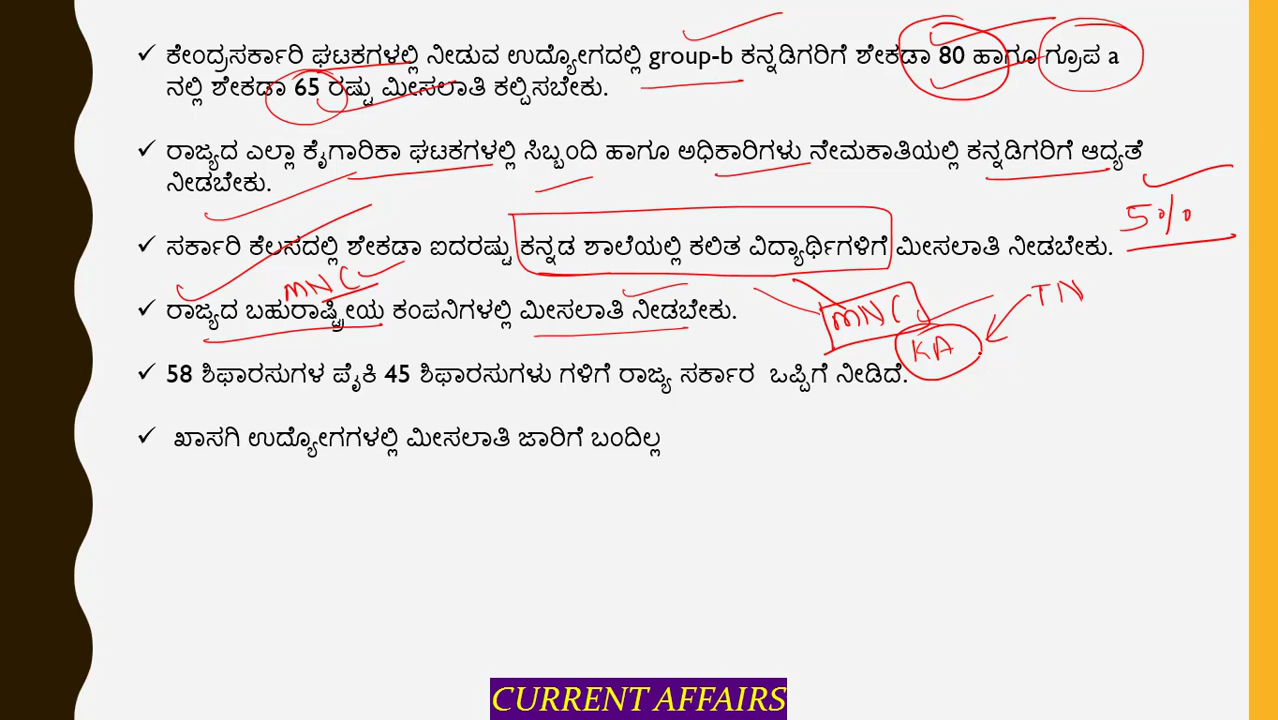 ✓ ಕೇಂದ್ರಸರ್ಕಾರಿ ಘಟಕಗಳಲ್ಲಿ ನೀಡುವ ಉದ್ಯೋಗದಲ್ಲಿ group-b ಕನ್ನಡಿಗರಿಗೆ ಶೇಕಡಾ 80 ಹಾಗೂ ಗ್ರೂಪ a
ನಲ್ಲಿ ಶೇಕಡಾ 65 ರಷ್ಟು ಮೀಸಲಾತಿ ಕಲ್ಪಿಸಬೇಕು.
✓ ರಾಜ್ಯದ ಎಲ್ಲಾ ಕೈಗಾರಿಕಾ ಘಟಕಗಳಲ್ಲಿ ಸಿಬ್ಬಂದಿ ಹಾಗೂ ಅಧಿಕಾರಿಗಳು ನೇಮಕಾತಿಯಲ್ಲಿ ಕನ್ನಡಿಗರಿಗೆ ಆದ್ಯತೆ
ನೀಡಬೇಕು.
5%
✓ ಸರ್ಕಾರಿ ಕೆಲಸದಲ್ಲಿ ಶೇಕಡಾ ಐದರಷ್ಟು ಕನ್ನಡ ಶಾಲೆಯಲ್ಲಿ ಕಲಿತ ವಿದ್ಯಾರ್ಥಿಗಳಿಗೆ ಮೀಸಲಾತಿ ನೀಡಬೇಕು.
MNC
✓ ರಾಜ್ಯದ ಬಹುರಾಷ್ಟ್ರೀಯ ಕಂಪನಿಗಳಲ್ಲಿ ಮೀಸಲಾತಿ ನೀಡಬೇಕು.
MNC TN
KA
✓ 58 ಶಿಫಾರಸುಗಳ ಪೈಕಿ 45 ಶಿಫಾರಸುಗಳು ಗಳಿಗೆ ರಾಜ್ಯ ಸರ್ಕಾರ ಒಪ್ಪಿಗೆ ನೀಡಿದೆ.
✓ ಖಾಸಗಿ ಉದ್ಯೋಗಗಳಲ್ಲಿ ಮೀಸಲಾತಿ ಜಾರಿಗೆ ಬಂದಿಲ್ಲ
CURRENT AFFAIRS